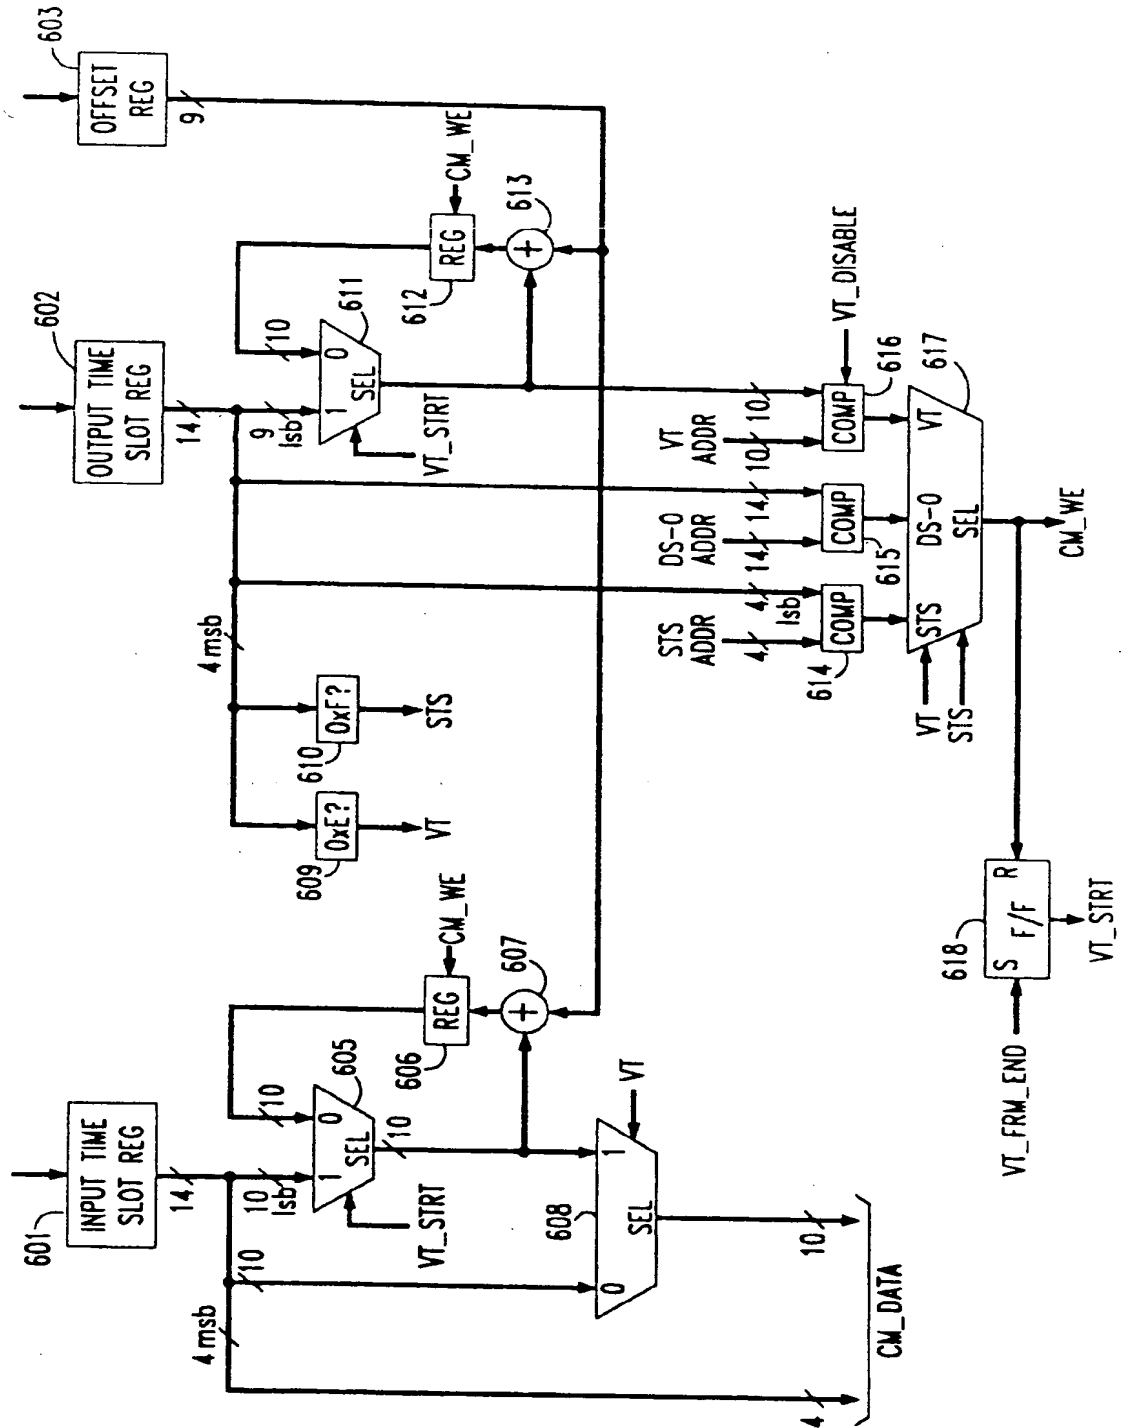 601
INPUT TIME
SLOT REG
602
OUTPUT TIME
SLOT REG
603
OFFSET
REG
14
14
9
4 msb
10
10
lsb
10
0
1
SEL
605
VT_STRT
10
REG
606
CM_WE
607
+
4 msb
0xE?
609
VT
0xF?
610
STS
9
lsb
10
0
1
SEL
611
VT_STRT
REG
612
CM_WE
613
+
0
1
SEL
608
VT
4
10
CM_DATA
STS
ADDR
DS-0
ADDR
VT
ADDR
4
4
lsb
14
14
10
10
COMP
614
COMP
615
COMP
616
VT_DISABLE
STS
DS-0
VT
SEL
617
VT
STS
CM_WE
S
R
F/F
618
VT_FRM_END
VT_STRT